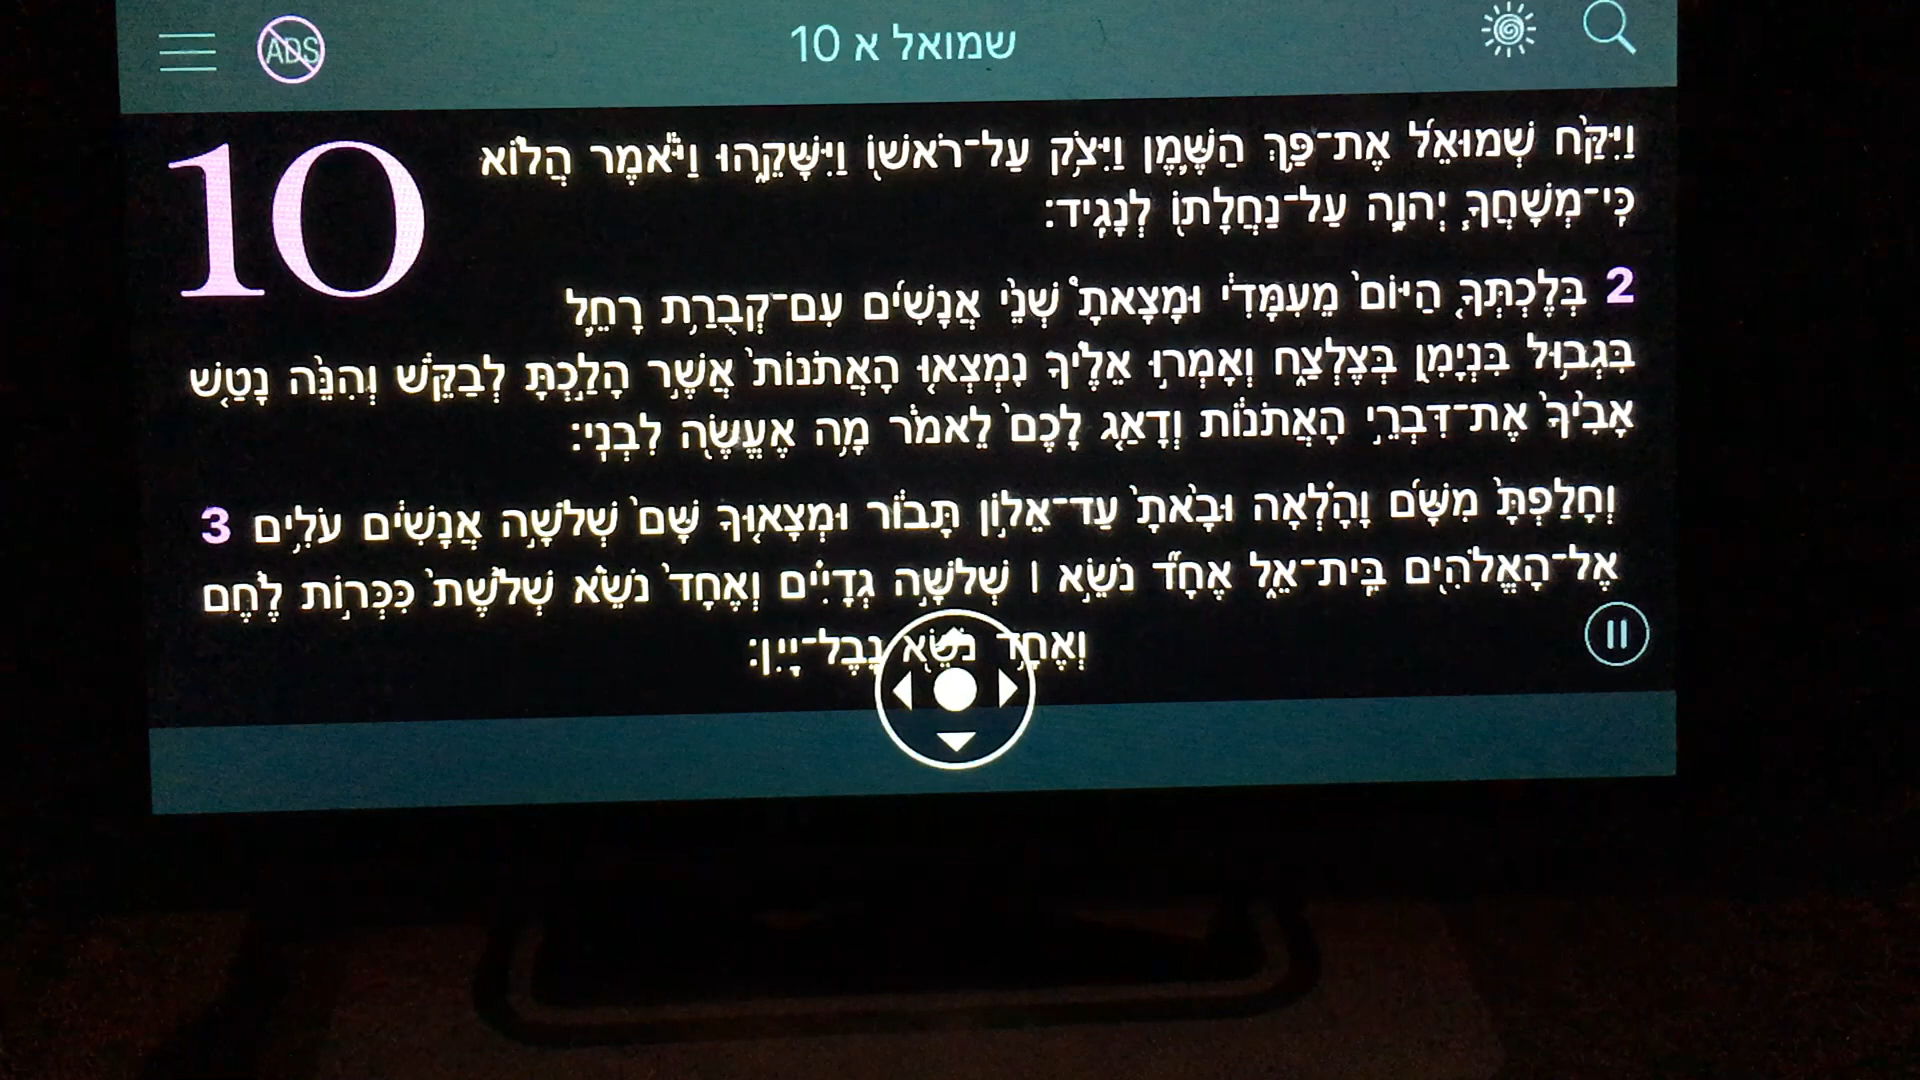 ADS
שמואל א 10
10
וַיִּקַּ֨ח שְׁמוּאֵ֜ל אֶת־פַּ֥ךְ הַשֶּׁ֛מֶן וַיִּצֹ֥ק עַל־רֹאשׁ֖וֹ וַיִּשָּׁקֵ֑הוּ וַיֹּ֕אמֶר הֲל֗וֹא
כִּֽי־מְשָׁחֲךָ֧ יְהוָ֛ה עַל־נַחֲלָת֖וֹ לְנָגִֽיד׃
2 בְּלֶכְתְּךָ֤ הַיּוֹם֙ מֵעִמָּדִ֔י וּמָצָאתָ֩ שְׁנֵ֨י אֲנָשִׁ֜ים עִם־קְבֻרַ֥ת רָחֵ֛ל
בִּגְב֥וּל בִּנְיָמִ֖ן בְּצֶלְצַ֑ח וְאָמְר֣וּ אֵלֶ֗יךָ נִמְצְא֤וּ הָאֲתֹנוֹת֙ אֲשֶׁ֣ר הָלַ֣כְתָּ לְבַקֵּ֔שׁ וְהִנֵּ֨ה נָטַ֤שׁ
אָבִ֙יךָ֙ אֶת־דִּבְרֵ֣י הָאֲתֹנ֔וֹת וְדָאַ֤ג לָכֶם֙ לֵאמֹ֔ר מָ֥ה אֶעֱשֶׂ֖ה לִבְנִֽי׃
3 וְחָלַפְתָּ֨ מִשָּׁ֜ם וָהָ֗לְאָה וּבָ֙אתָ֙ עַד־אֵל֣וֹן תָּב֔וֹר וּמְצָא֤וּךָ שָּׁם֙ שְׁלֹשָׁ֣ה אֲנָשִׁ֔ים עֹלִ֥ים
אֶל־הָאֱלֹהִ֖ים בֵּֽית־אֵ֑ל אֶחָ֞ד נֹשֵׂ֣א ׀ שְׁלֹשָׁ֣ה גְדָיִ֗ים וְאֶחָד֙ נֹשֵׂ֗א שְׁלֹ֙שֶׁת֙ כִּכְּר֣וֹת לֶ֔חֶם
וְאֶחָ֥ד נֹשֵׂ֖א נֵֽבֶל־יָֽיִן׃